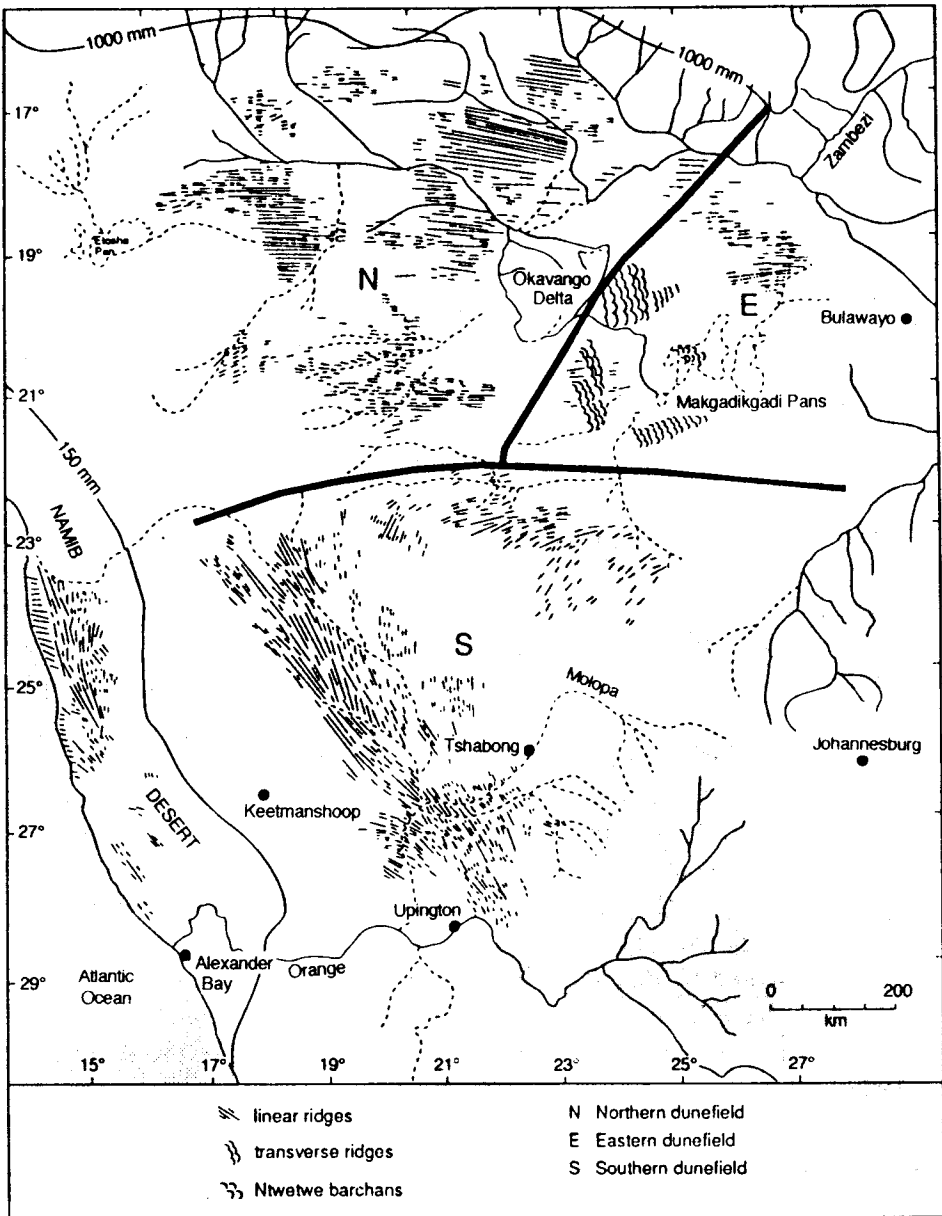 1000 mm
1000 mm
17°
Zambezi
Etosha
Pan
19°
N
Okavango
Delta
E
Bulawayo
21°
Makgadikgadi Pans
150 mm
NAMIB
23°
S
25°
Molopa
Tshabong
Johannesburg
DESERT
Keetmanshoop
27°
Upington
Alexander
Bay
Orange
29°
Atlantic
Ocean
0 200
km
15° 17° 19° 21° 23° 25° 27°
linear ridges
transverse ridges
Ntwetwe barchans
N Northern dunefield
E Eastern dunefield
S Southern dunefield